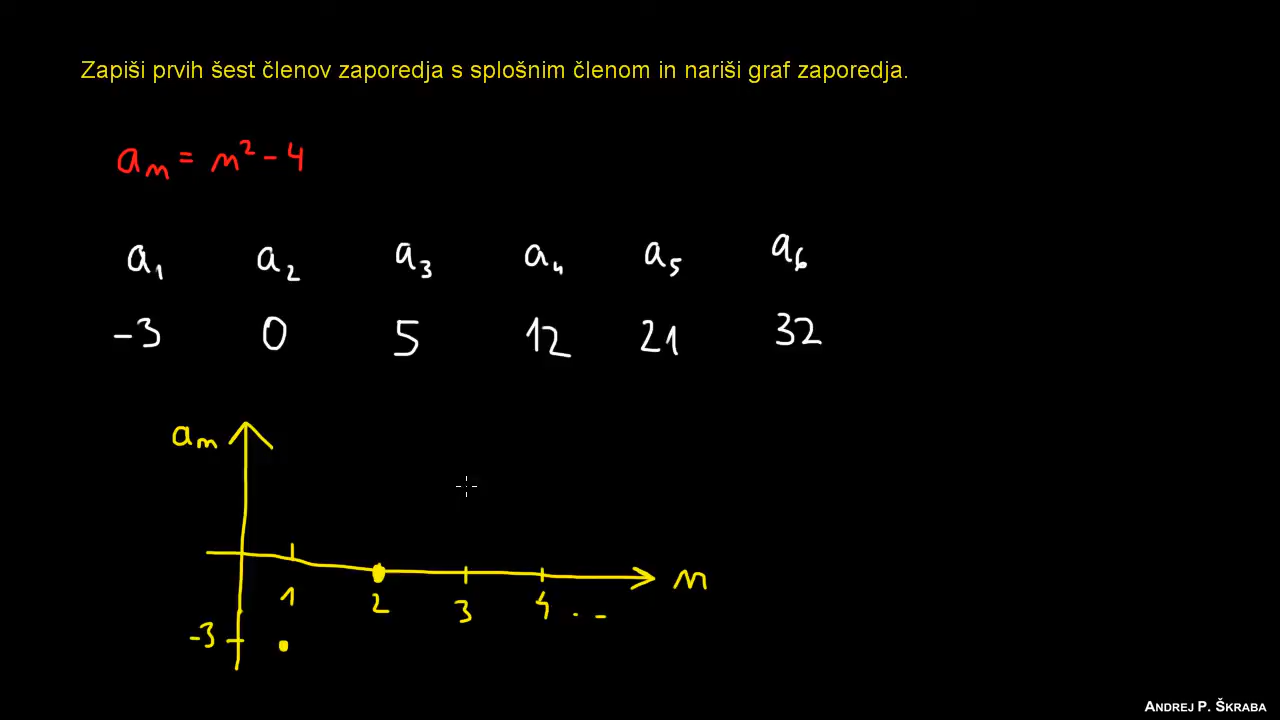 Zapiši prvih šest členov zaporedja s splošnim členom in nariši graf zaporedja.
aₙ = n² - 4
a₁ a₂ a₃ a₄ a₅ a₆
-3 0 5 12 21 32
aₙ
n
1 2 3 4 . . -
-3
ANDREJ P. ŠKRABA